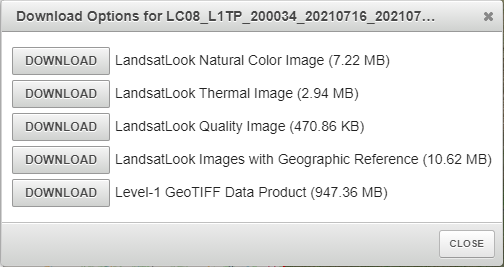 Download Options for LC08_L1TP_200034_20210716_202107...
DOWNLOAD LandsatLook Natural Color Image (7.22 MB)
DOWNLOAD LandsatLook Thermal Image (2.94 MB)
DOWNLOAD LandsatLook Quality Image (470.86 KB)
DOWNLOAD LandsatLook Images with Geographic Reference (10.62 MB)
DOWNLOAD Level-1 GeoTIFF Data Product (947.36 MB)
CLOSE